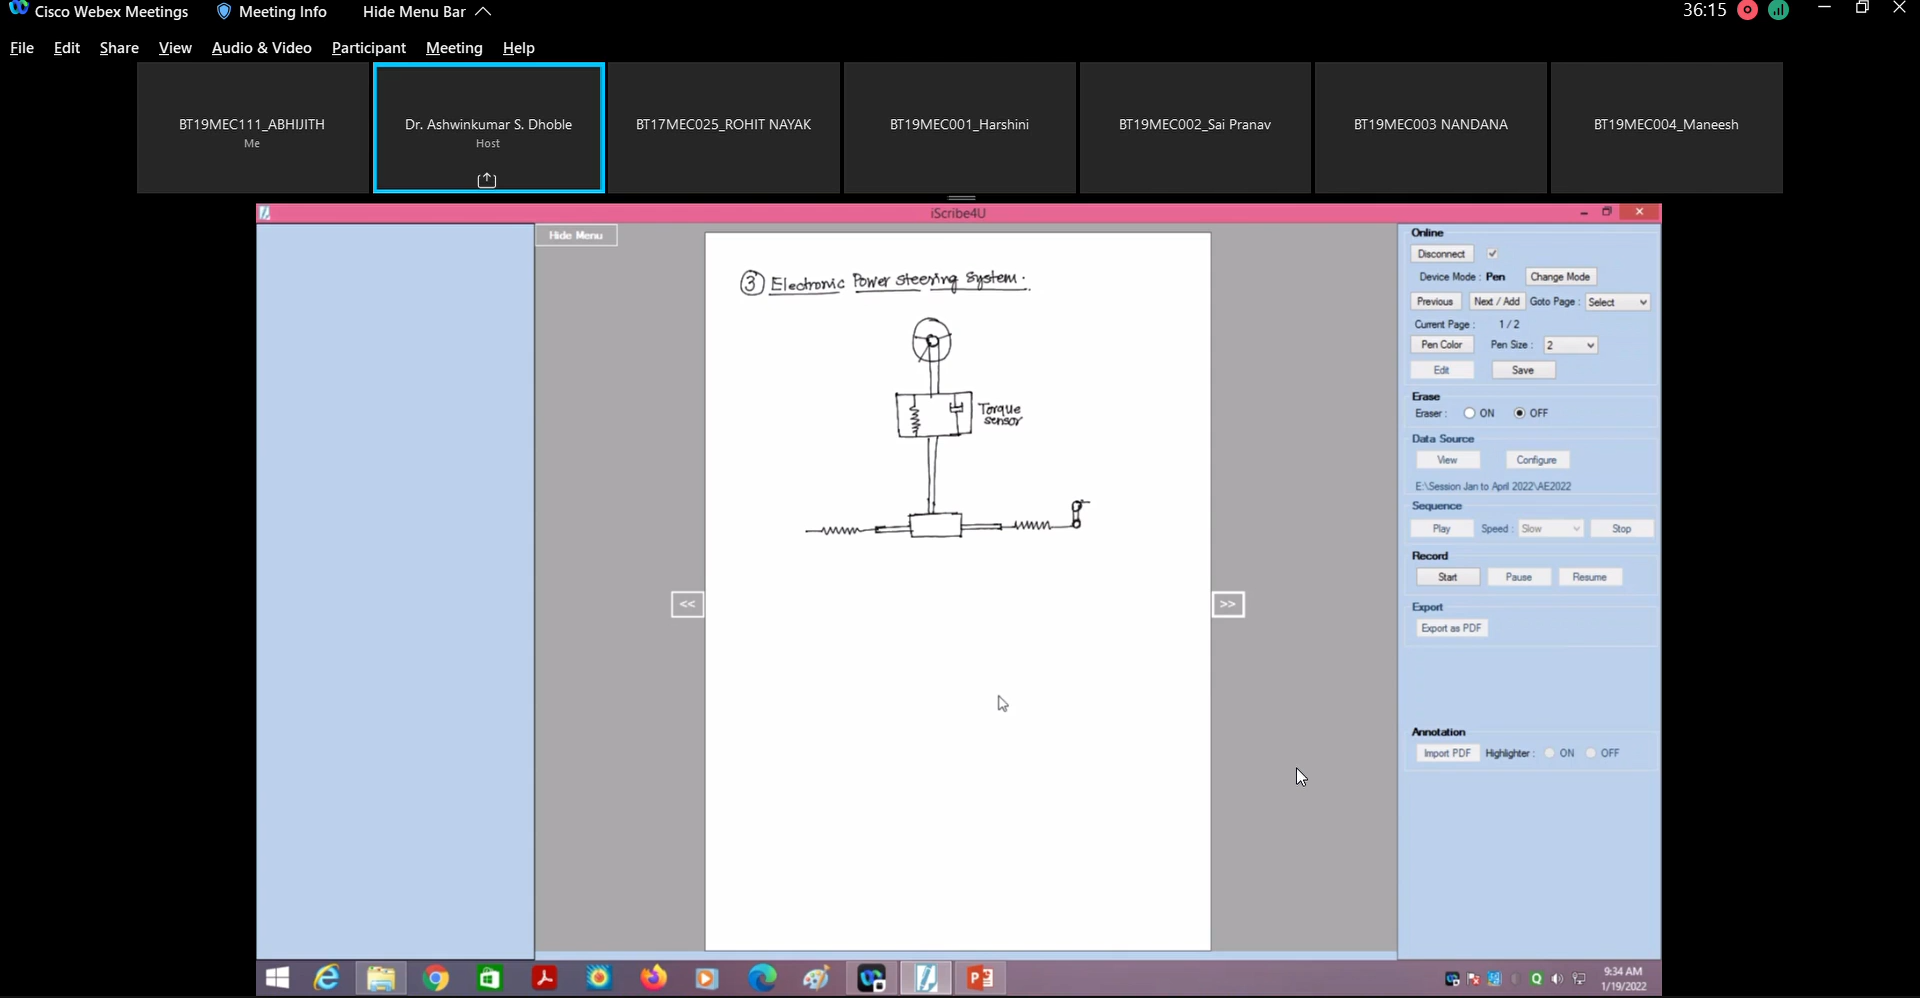 Cisco Webex Meetings
Meeting Info
Hide Menu Bar
36:15
File Edit Share View Audio & Video Participant Meeting Help
BT19MEC111_ABHIJITH
Me
Dr. Ashwinkumar S. Dhoble
Host
BT17MEC025_ROHIT NAYAK
BT19MEC001_Harshini
BT19MEC002_Sai Pranav
BT19MEC003 NANDANA
BT19MEC004_Maneesh
iScribe4U
Hide Menu
3 Electronic Power steering system.
Torque
sensor
<<
>>
Online
Disconnect
Device Mode : Pen Change Mode
Previous Next / Add Goto Page : Select
Current Page : 1 / 2
Pen Color Pen Size : 2
Edit Save
Erase
Eraser : ON OFF
Data Source
View Configure
E:\Session Jan to April 2022\AE2022
Sequence
Play Speed : Slow Stop
Record
Start Pause Resume
Export
Export as PDF
Annotation
Import PDF Highlighter : ON OFF
9:34 AM
1/19/2022